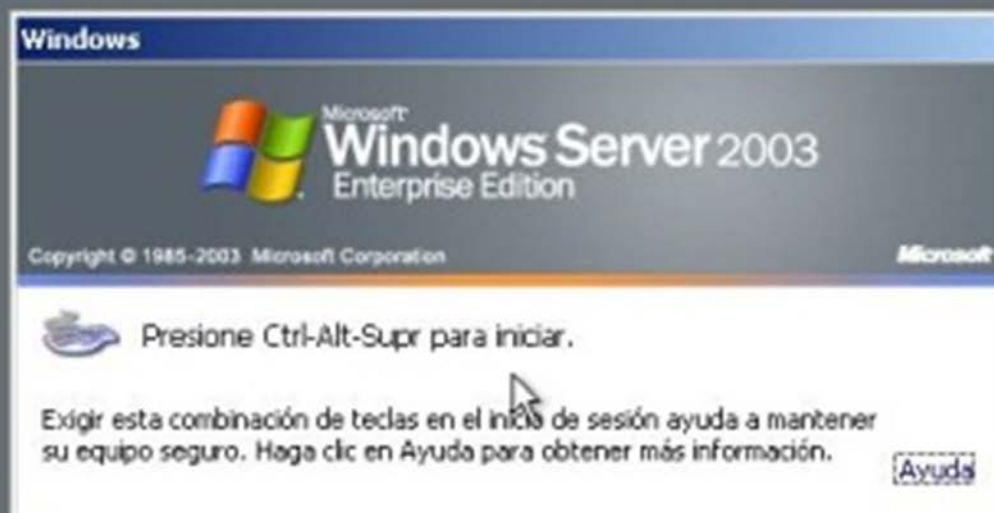 Windows
Microsoft
Windows Server 2003
Enterprise Edition
Copyright © 1985-2003 Microsoft Corporation
Microsoft
Presione Ctrl-Alt-Supr para iniciar.
Exigir esta combinación de teclas en el inicio de sesión ayuda a mantener
su equipo seguro. Haga clic en Ayuda para obtener más información.
Ayuda